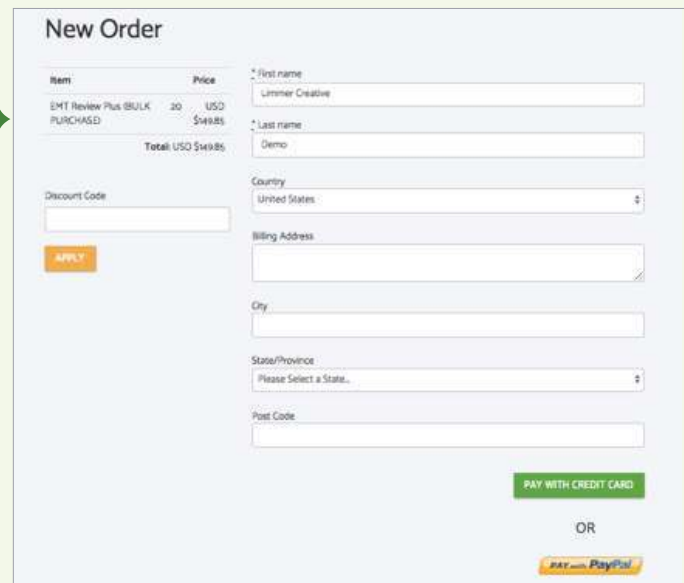 New Order
Item Price
EMT Review Plus (BULK 20 USD
PURCHASE) $149.85
Total: USD $149.85
Discount Code
APPLY
* First name
Limmer Creative
* Last name
Demo
Country
United States
Billing Address
City
State/Province
Please Select a State...
Post Code
PAY WITH CREDIT CARD
OR
PAY with PayPal